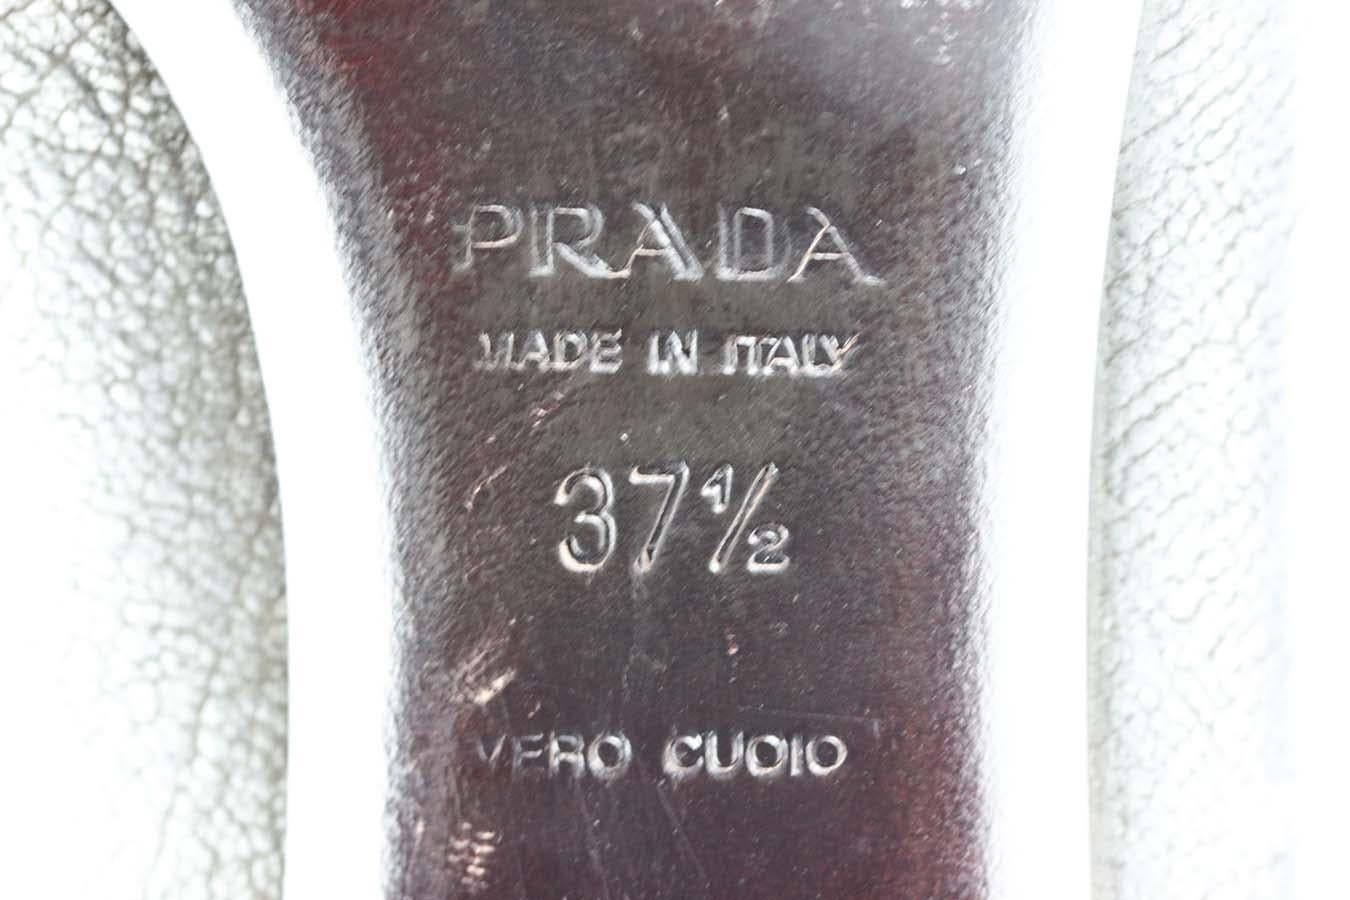 PRADA
MADE IN ITALY
37½
VERO CUOIO